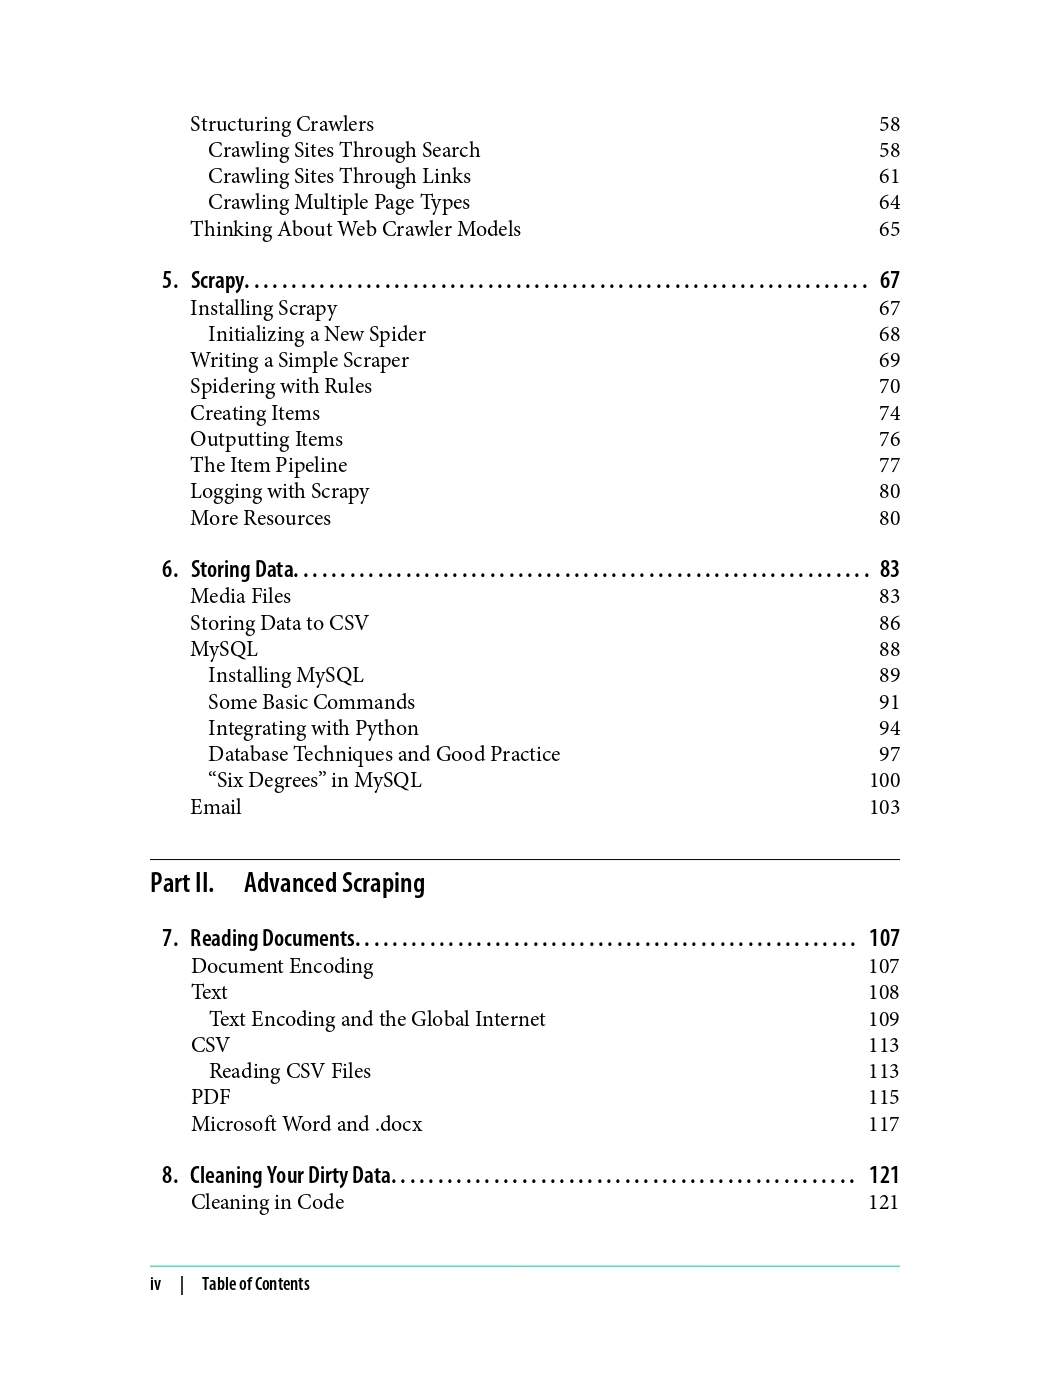 Structuring Crawlers 58
Crawling Sites Through Search 58
Crawling Sites Through Links 61
Crawling Multiple Page Types 64
Thinking About Web Crawler Models 65
5. Scrapy. . . . . . . . . . . . . . . . . . . . . . . . . . . . . . . . . . . . . . . . . . . . . . . . . . . . . . . . . . . . . . . . . . . 67
Installing Scrapy 67
Initializing a New Spider 68
Writing a Simple Scraper 69
Spidering with Rules 70
Creating Items 74
Outputting Items 76
The Item Pipeline 77
Logging with Scrapy 80
More Resources 80
6. Storing Data. . . . . . . . . . . . . . . . . . . . . . . . . . . . . . . . . . . . . . . . . . . . . . . . . . . . . . . . . . . . . . 83
Media Files 83
Storing Data to CSV 86
MySQL 88
Installing MySQL 89
Some Basic Commands 91
Integrating with Python 94
Database Techniques and Good Practice 97
“Six Degrees” in MySQL 100
Email 103
Part II. Advanced Scraping
7. Reading Documents. . . . . . . . . . . . . . . . . . . . . . . . . . . . . . . . . . . . . . . . . . . . . . . . . . . . . . 107
Document Encoding 107
Text 108
Text Encoding and the Global Internet 109
CSV 113
Reading CSV Files 113
PDF 115
Microsoft Word and .docx 117
8. Cleaning Your Dirty Data. . . . . . . . . . . . . . . . . . . . . . . . . . . . . . . . . . . . . . . . . . . . . . . . . . 121
Cleaning in Code 121
iv | Table of Contents